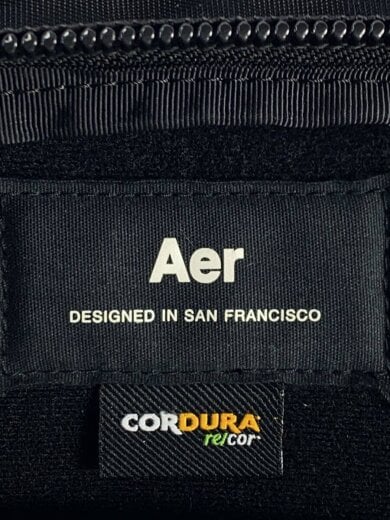 Aer
DESIGNED IN SAN FRANCISCO
CORDURA
re/cor